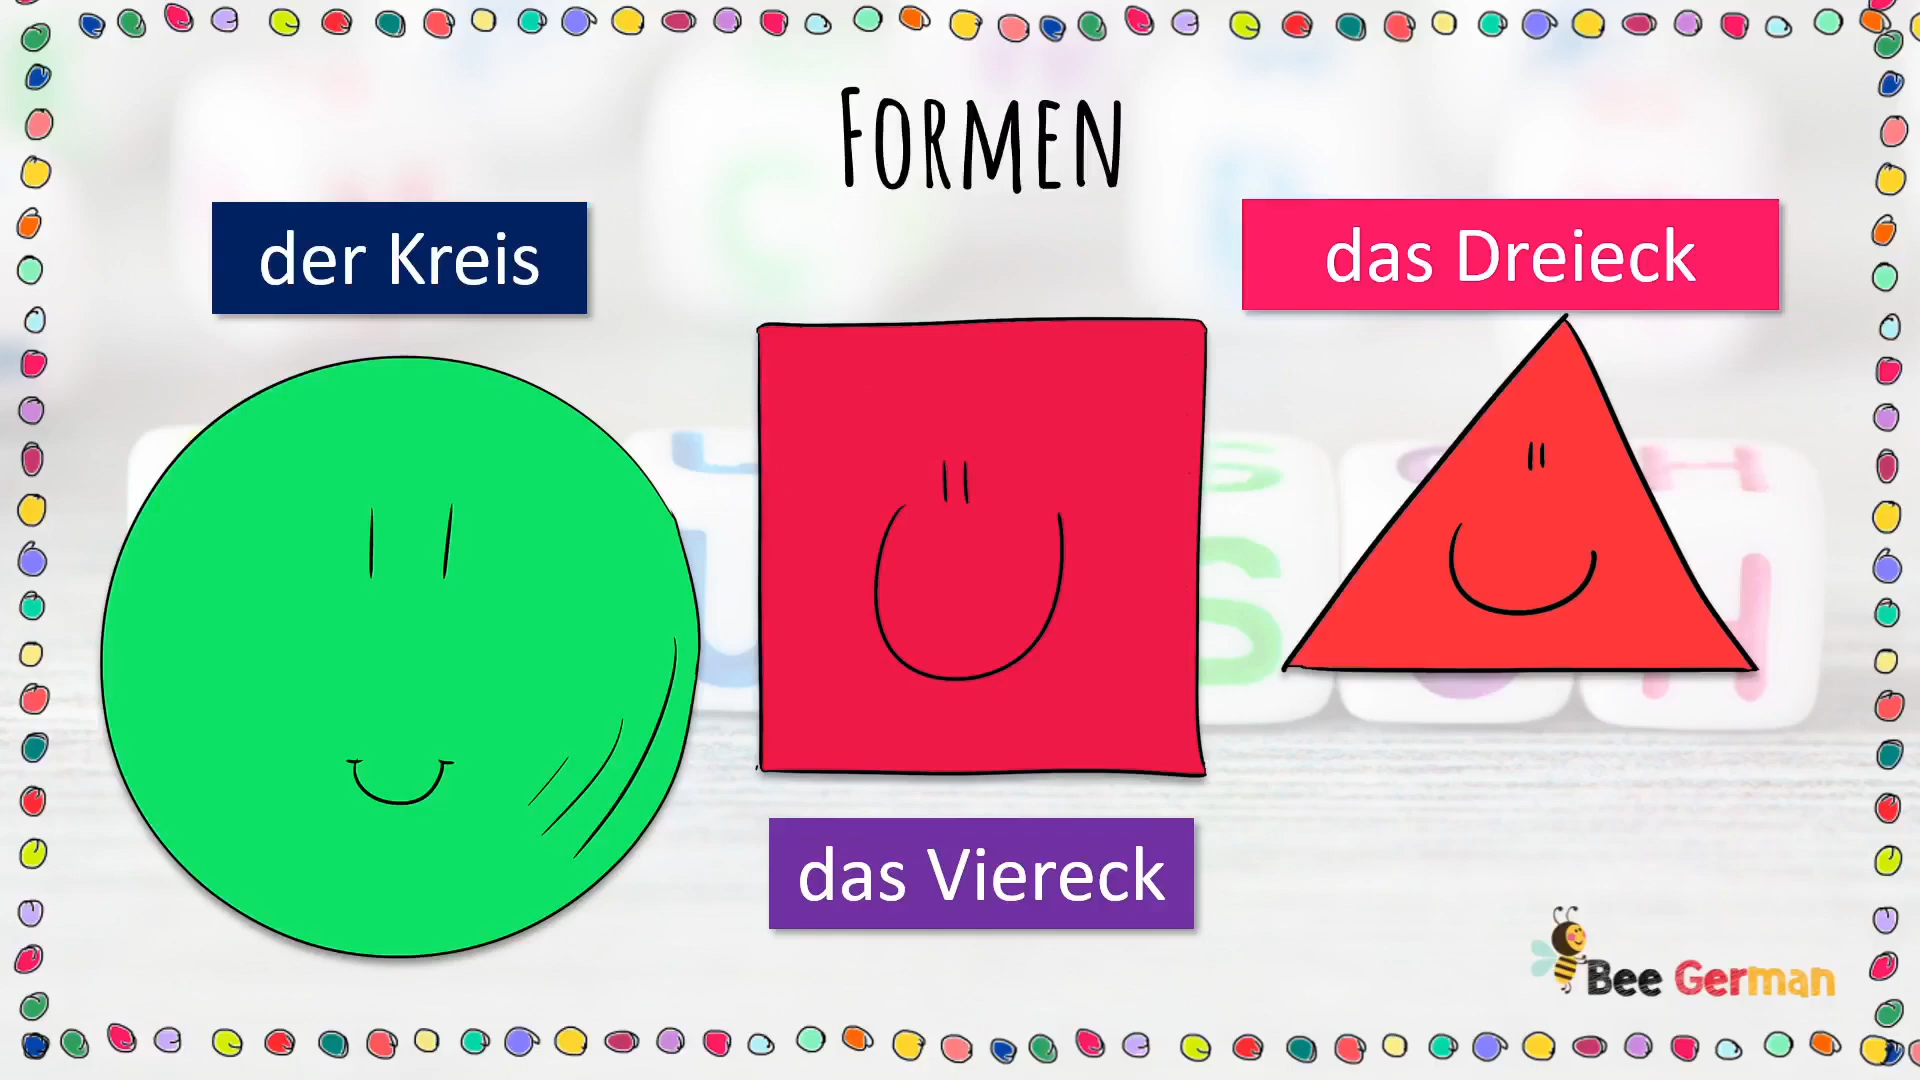 FORMEN
der Kreis
das Dreieck
das Viereck
Bee German